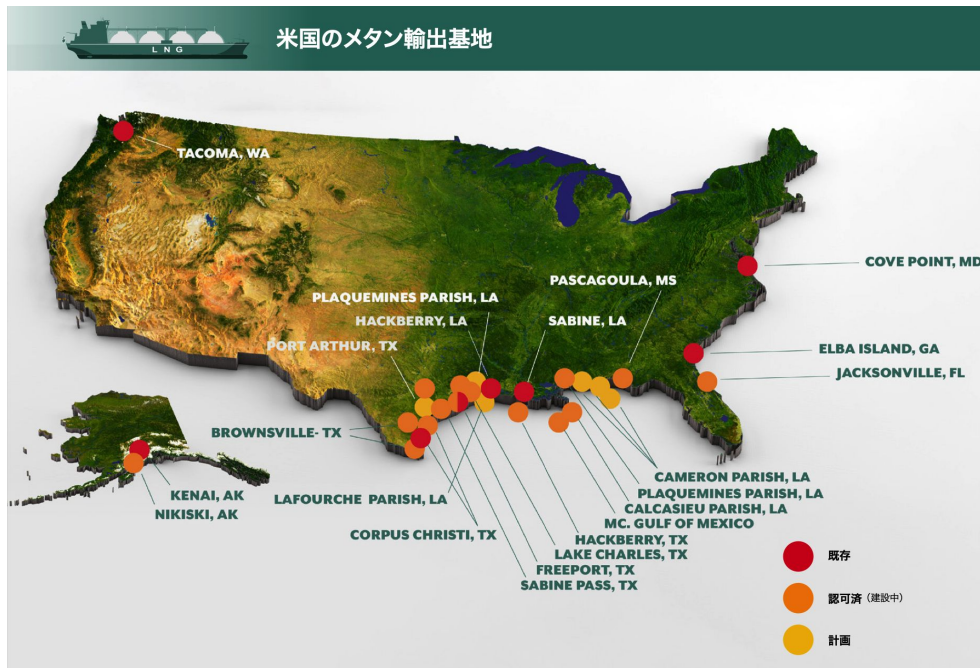 LNG
米国のメタン輸出基地
TACOMA, WA
COVE POINT, MD
PASCAGOULA, MS
PLAQUEMINES PARISH, LA
HACKBERRY, LA
SABINE, LA
PORT ARTHUR, TX
ELBA ISLAND, GA
JACKSONVILLE, FL
BROWNSVILLE- TX
CAMERON PARISH, LA
KENAI, AK
LAFOURCHE PARISH, LA
PLAQUEMINES PARISH, LA
NIKISKI, AK
CALCASIEU PARISH, LA
MC. GULF OF MEXICO
CORPUS CHRISTI, TX
HACKBERRY, TX
LAKE CHARLES, TX
FREEPORT, TX
SABINE PASS, TX
既存
認可済（建設中）
計画